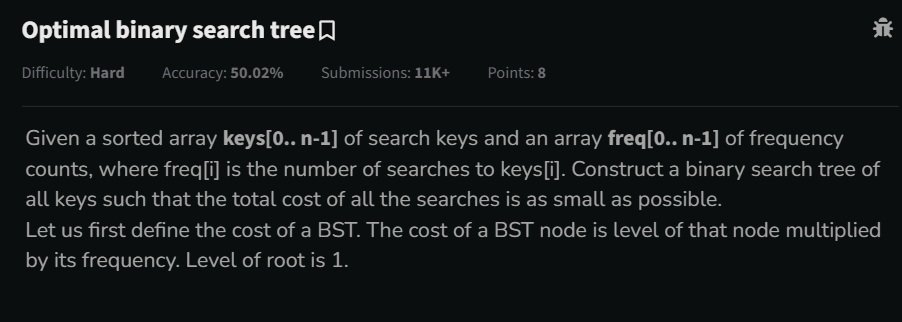 Optimal binary search tree
Difficulty: Hard Accuracy: 50.02% Submissions: 11K+ Points: 8
Given a sorted array keys[0.. n-1] of search keys and an array freq[0.. n-1] of frequency
counts, where freq[i] is the number of searches to keys[i]. Construct a binary search tree of
all keys such that the total cost of all the searches is as small as possible.
Let us first define the cost of a BST. The cost of a BST node is level of that node multiplied
by its frequency. Level of root is 1.